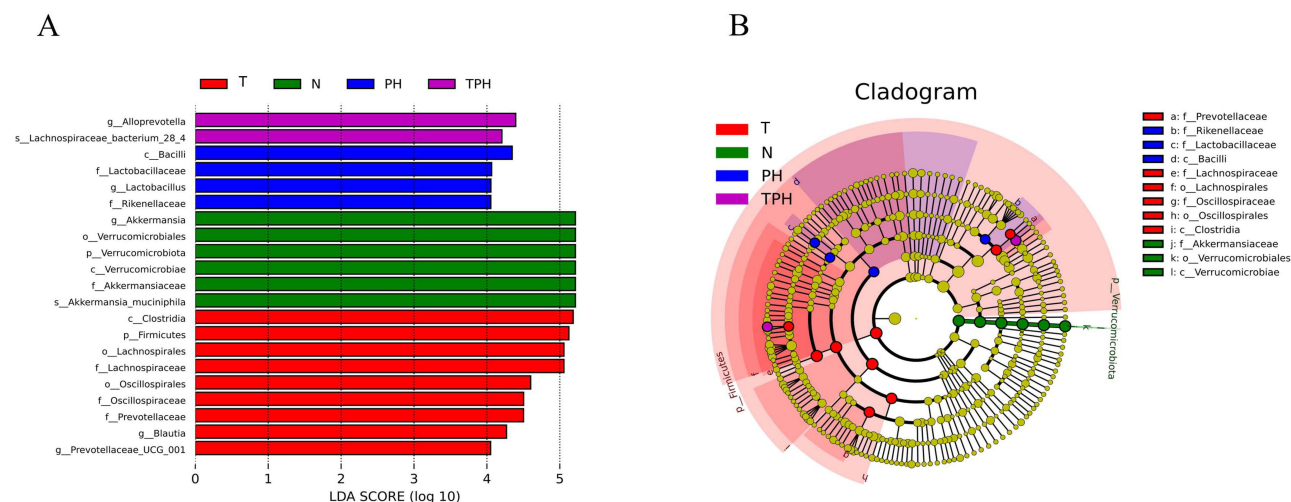 A
T N PH TPH
g__Alloprevotella
s__Lachnospiraceae_bacterium_28_4
c__Bacilli
f__Lactobacillaceae
g__Lactobacillus
f__Rikenellaceae
g__Akkermansia
o__Verrucomicrobiales
p__Verrucomicrobiota
c__Verrucomicrobiae
f__Akkermansiaceae
s__Akkermansia_muciniphila
c__Clostridia
p__Firmicutes
o__Lachnospirales
f__Lachnospiraceae
o__Oscillospirales
f__Oscillospiraceae
f__Prevotellaceae
g__Blautia
g__Prevotellaceae_UCG_001
0 1 2 3 4 5
LDA SCORE (log 10)
B
Cladogram
T
N
PH
TPH
d
c
b
a
p__Verrucomicrobiota
k
p__Firmicutes
f
e
i
h
g
a: f__Prevotellaceae
b: f__Rikenellaceae
c: f__Lactobacillaceae
d: c__Bacilli
e: f__Lachnospiraceae
f: o__Lachnospirales
g: f__Oscillospiraceae
h: o__Oscillospirales
i: c__Clostridia
j: f__Akkermansiaceae
k: o__Verrucomicrobiales
l: c__Verrucomicrobiae